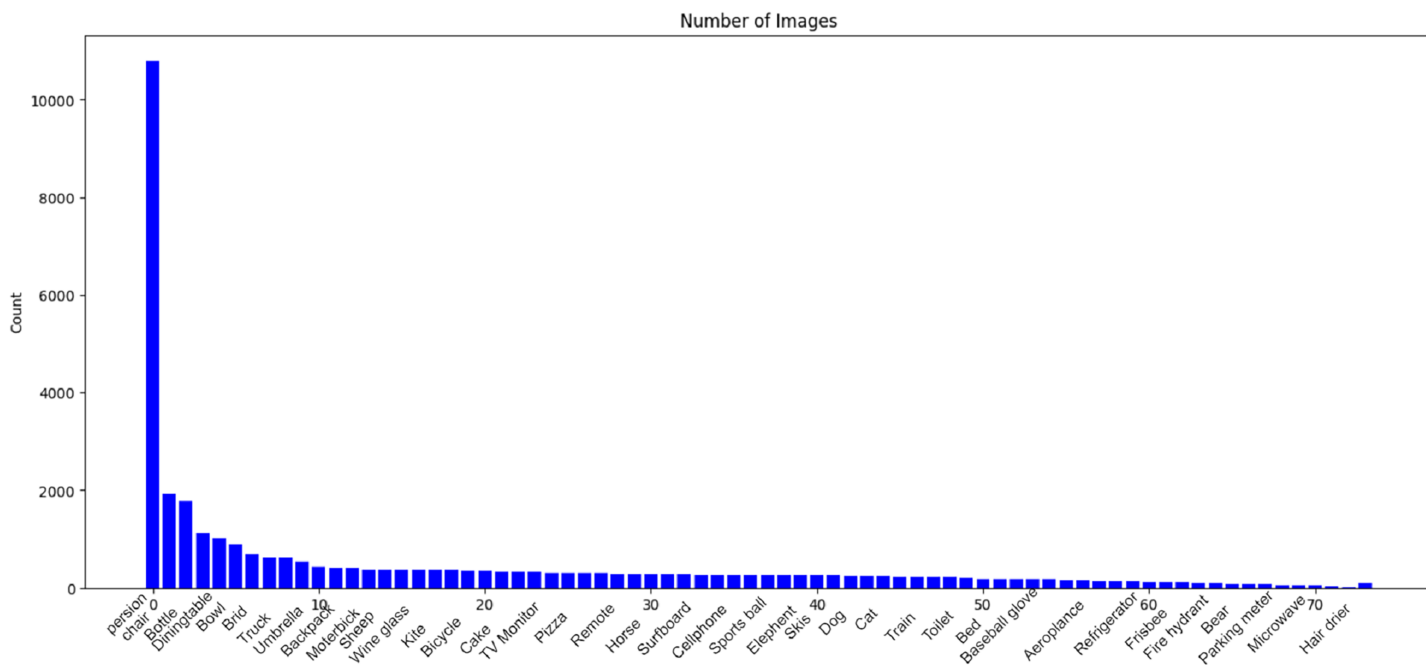 Number of Images
Count
10000
8000
6000
4000
2000
0
0 10 20 30 40 50 60 70
persion
chair
Bottle
Diningtable
Bowl
Brid
Truck
Umbrella
Backpack
Moterbick
Sheep
Wine glass
Kite
Bicycle
Cake
TV Monitor
Pizza
Remote
Horse
Surfboard
Cellphone
Sports ball
Elephent
Skis
Dog
Cat
Train
Toilet
Bed
Baseball glove
Aeroplance
Refrigerator
Frisbee
Fire hydrant
Bear
Parking meter
Microwave
Hair drier